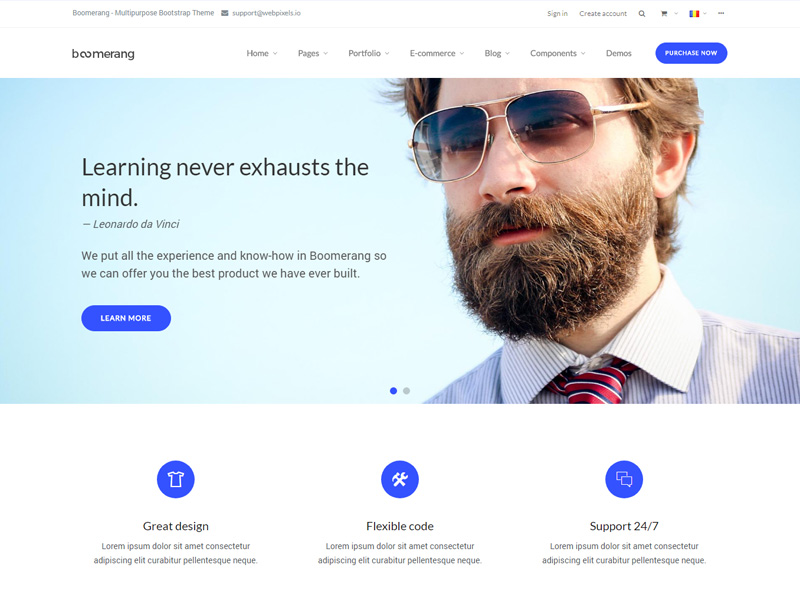 Boomerang - Multipurpose Bootstrap Theme support@webpixels.io Sign in Create account
boomerang Home Pages Portfolio E-commerce Blog Components Demos PURCHASE NOW
Learning never exhausts the
mind.
— Leonardo da Vinci
We put all the experience and know-how in Boomerang so
we can offer you the best product we have ever built.
LEARN MORE
Great design Flexible code Support 24/7
Lorem ipsum dolor sit amet consectetur Lorem ipsum dolor sit amet consectetur Lorem ipsum dolor sit amet consectetur
adipiscing elit curabitur pellentesque neque. adipiscing elit curabitur pellentesque neque. adipiscing elit curabitur pellentesque neque.